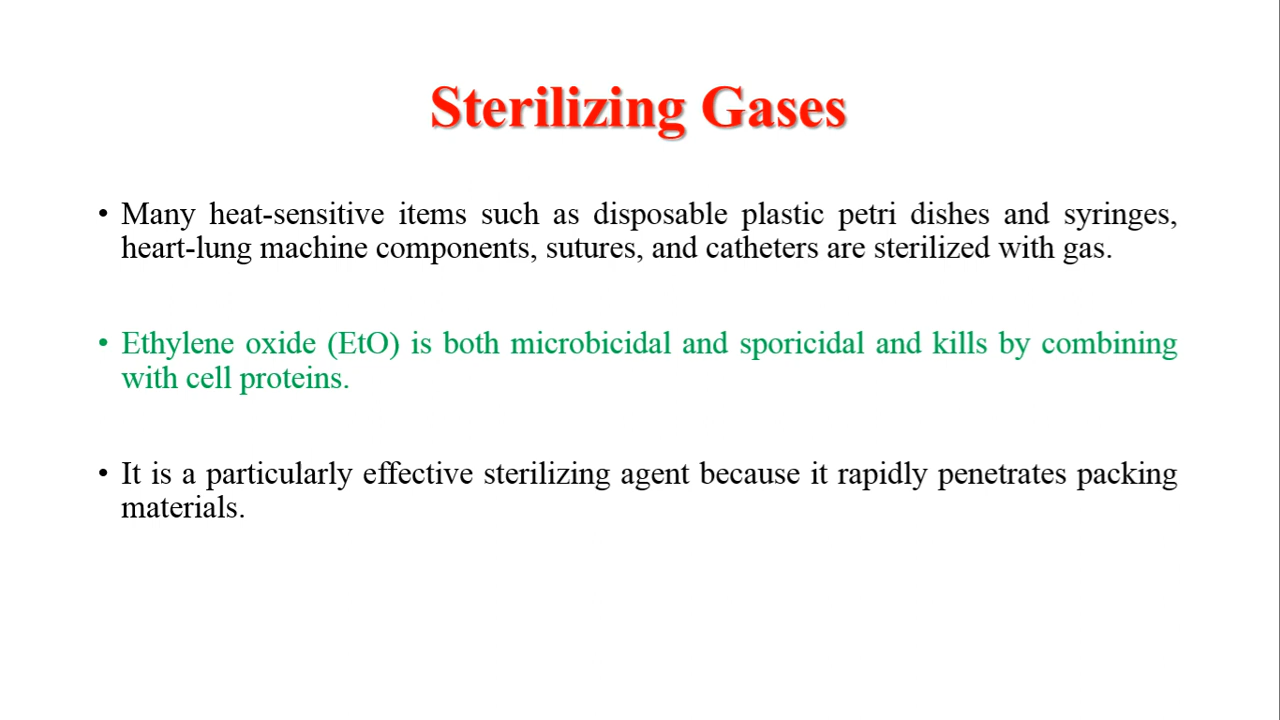 Sterilizing Gases
• Many heat-sensitive items such as disposable plastic petri dishes and syringes,
heart-lung machine components, sutures, and catheters are sterilized with gas.
• Ethylene oxide (EtO) is both microbicidal and sporicidal and kills by combining
with cell proteins.
• It is a particularly effective sterilizing agent because it rapidly penetrates packing
materials.